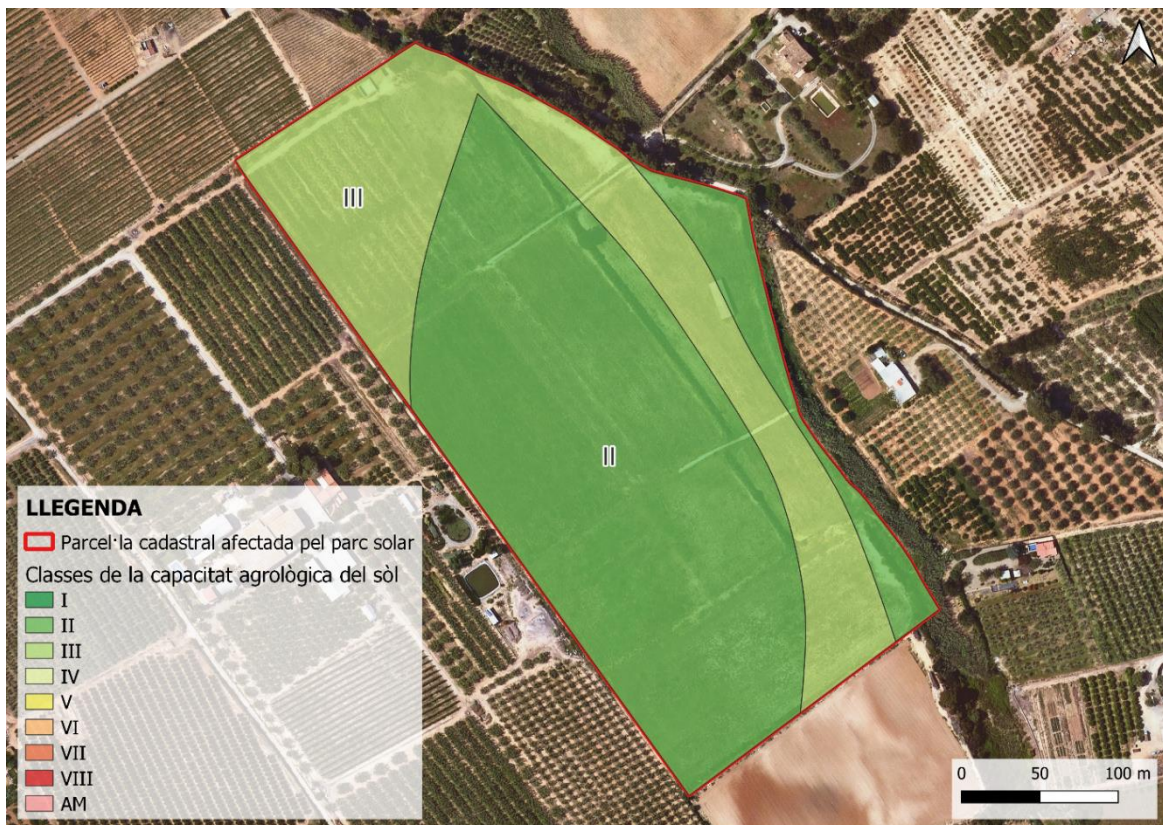 III
II
LLEGENDA
Parcel·la cadastral afectada pel parc solar
Classes de la capacitat agrològica del sòl
I
II
III
IV
V
VI
VII
VIII
AM
0 50 100 m